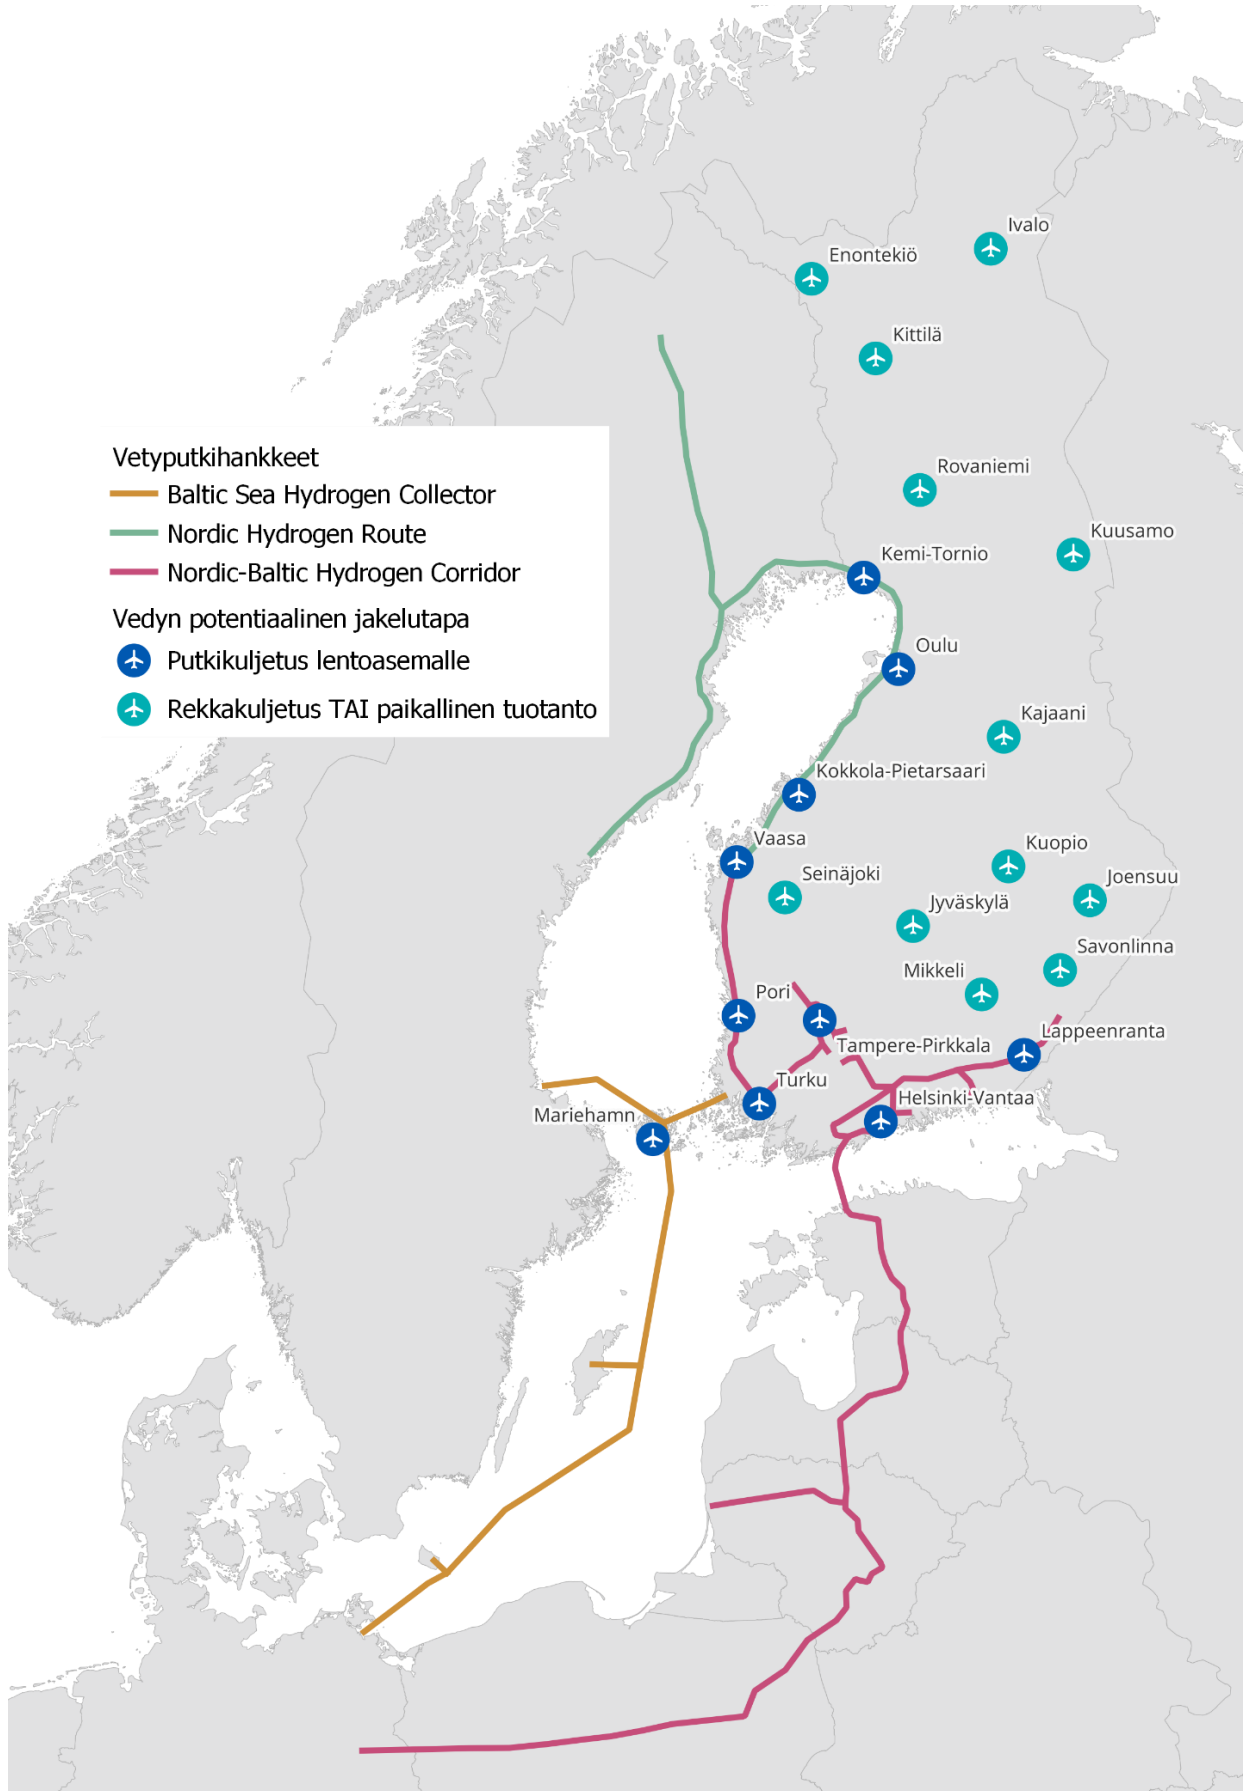 Ivalo
Enontekiö
Kittilä
Vetyputkihankkeet
Baltic Sea Hydrogen Collector
Nordic Hydrogen Route
Nordic-Baltic Hydrogen Corridor
Vedyn potentiaalinen jakelutapa
Putkikuljetus lentoasemalle
Rekkakuljetus TAI paikallinen tuotanto
Rovaniemi
Kuusamo
Kemi-Tornio
Oulu
Kajaani
Kokkola-Pietarsaari
Vaasa
Kuopio
Seinäjoki
Joensuu
Jyväskylä
Savonlinna
Mikkeli
Pori
Lappeenranta
Tampere-Pirkkala
Turku
Helsinki-Vantaa
Mariehamn